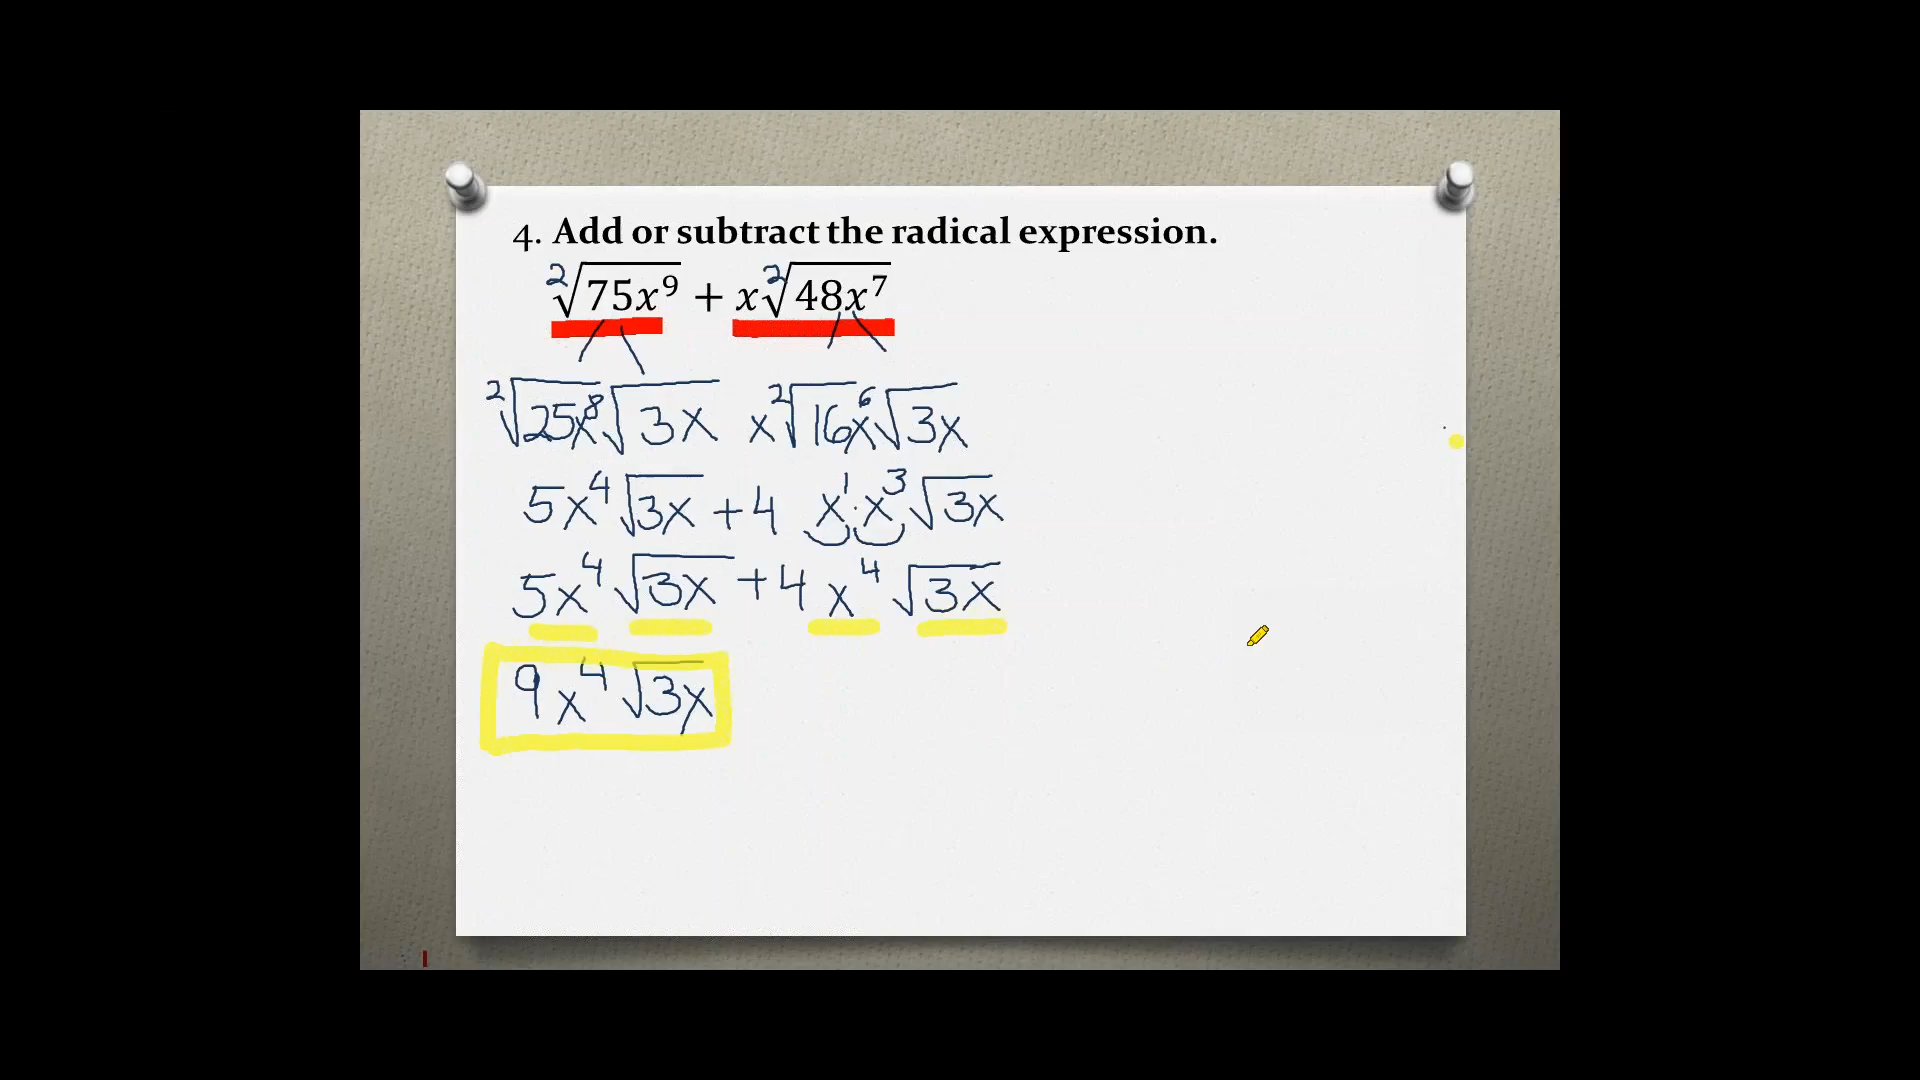 4. Add or subtract the radical expression.
²√75x⁹ + x²√48x⁷
²√25x⁸ √3x x²√16x⁶ √3x
5x⁴ √3x + 4 x¹·x³ √3x
5x⁴ √3x + 4 x⁴ √3x
9x⁴ √3x